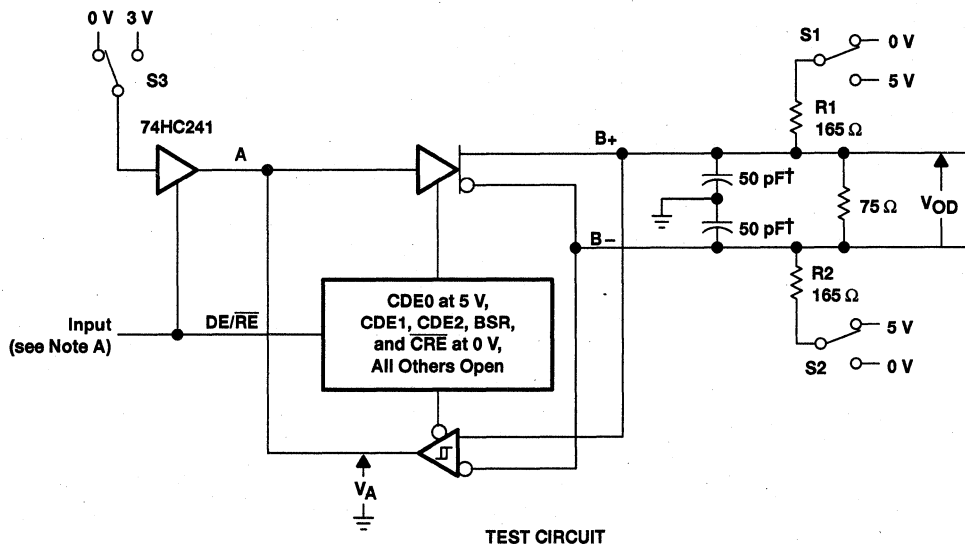 0 V 3 V
S3
74HC241
A
B+
S1
0 V
5 V
R1
165 Ω
50 pF†
50 pF†
75 Ω
VOD
B−
R2
165 Ω
5 V
S2
0 V
Input
(see Note A)
DE/R̅E̅
CDE0 at 5 V,
CDE1, CDE2, BSR,
and C̅R̅E̅ at 0 V,
All Others Open
VA
TEST CIRCUIT